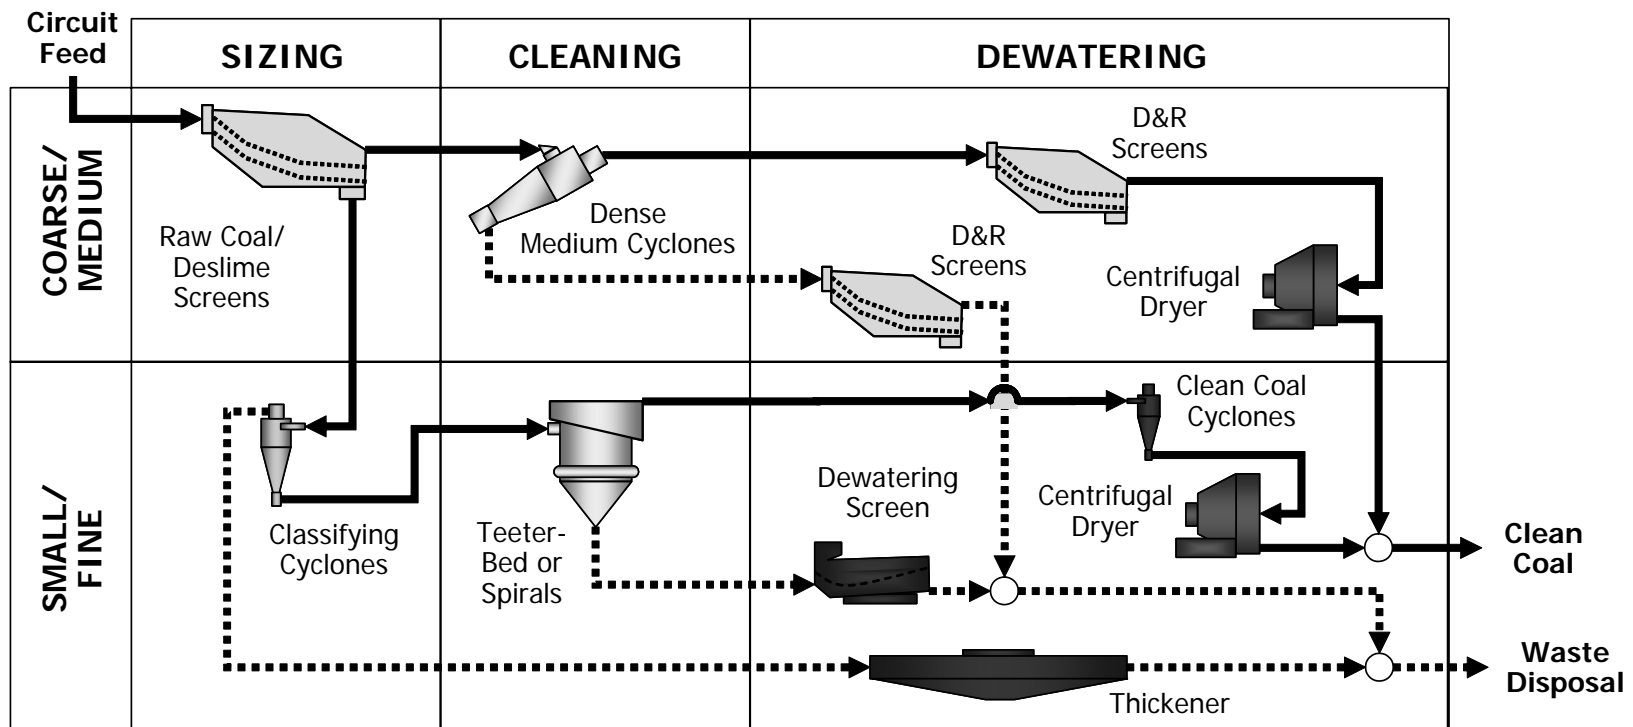 Circuit
Feed
SIZING
CLEANING
DEWATERING
COARSE/
MEDIUM
Raw Coal/
Deslime
Screens
Dense
Medium Cyclones
D&R
Screens
D&R
Screens
Centrifugal
Dryer
SMALL/
FINE
Classifying
Cyclones
Teeter-
Bed or
Spirals
Dewatering
Screen
Clean Coal
Cyclones
Centrifugal
Dryer
Thickener
Clean
Coal
Waste
Disposal